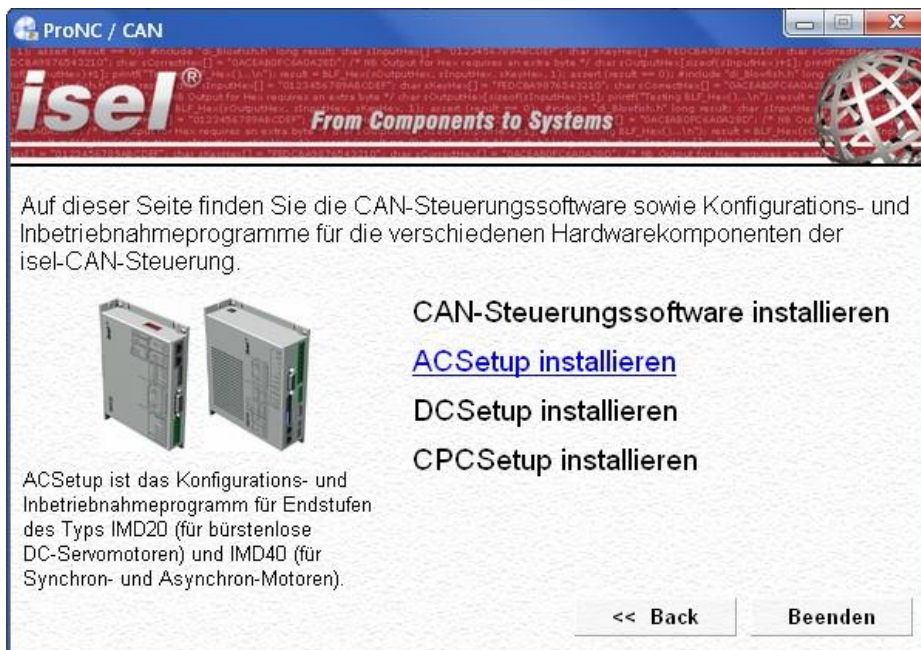 ProNC / CAN
isel®
From Components to Systems
Auf dieser Seite finden Sie die CAN-Steuerungssoftware sowie Konfigurations- und
Inbetriebnahmeprogramme für die verschiedenen Hardwarekomponenten der
isel-CAN-Steuerung.
CAN-Steuerungssoftware installieren
ACSetup installieren
DCSetup installieren
CPCSetup installieren
ACSetup ist das Konfigurations- und
Inbetriebnahmeprogramm für Endstufen
des Typs IMD20 (für bürstenlose
DC-Servomotoren) und IMD40 (für
Synchron- und Asynchron-Motoren).
<< Back
Beenden